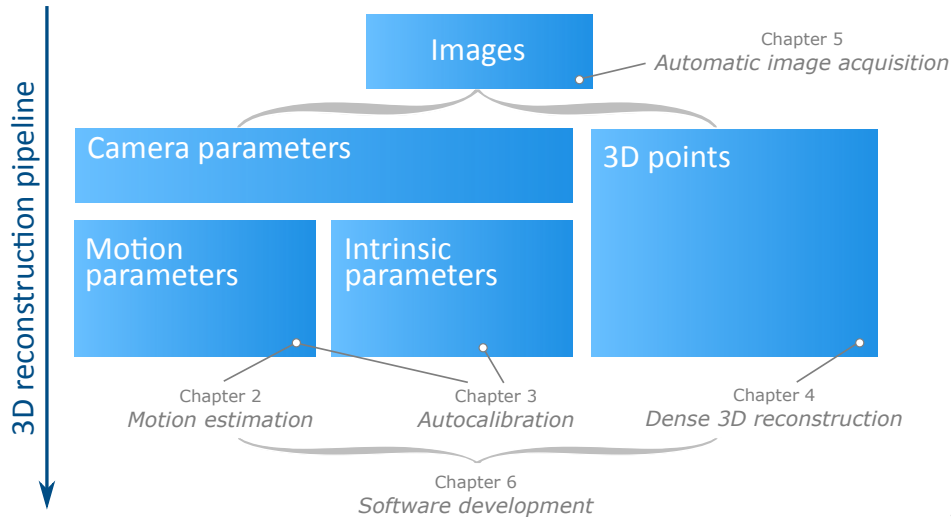 3D reconstruction pipeline
Images
Chapter 5
Automatic image acquisition
Camera parameters
3D points
Motion
parameters
Intrinsic
parameters
Chapter 2
Motion estimation
Chapter 3
Autocalibration
Chapter 4
Dense 3D reconstruction
Chapter 6
Software development